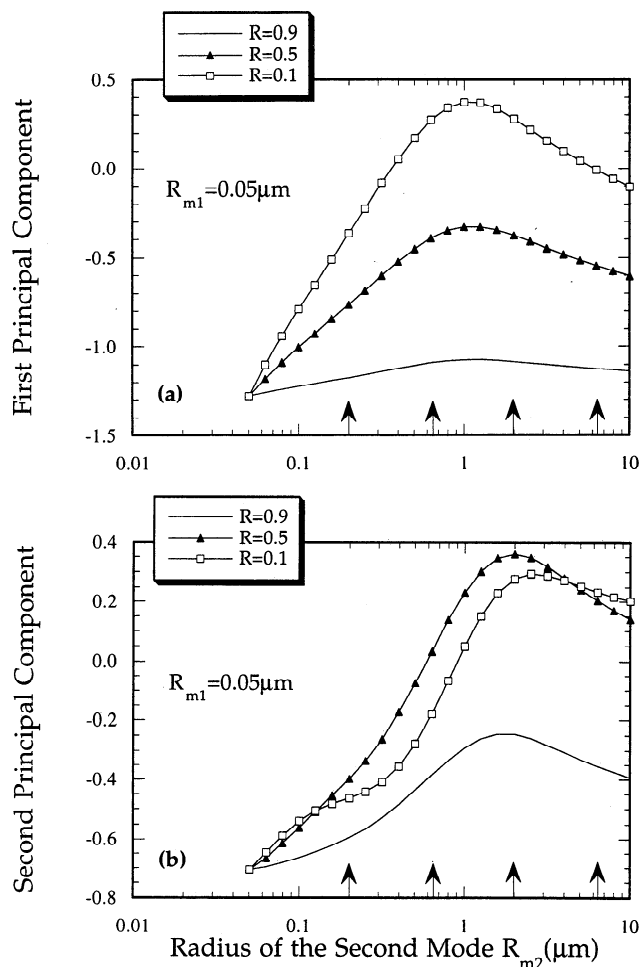 R=0.9
R=0.5
R=0.1
First Principal Component
0.5
0.0
-0.5
-1.0
-1.5
R_m1=0.05μm
(a)
0.01 0.1 1 10
R=0.9
R=0.5
R=0.1
Second Principal Component
0.4
0.2
0.0
-0.2
-0.4
-0.6
-0.8
R_m1=0.05μm
(b)
0.01 0.1 1 10
Radius of the Second Mode R_m2(μm)